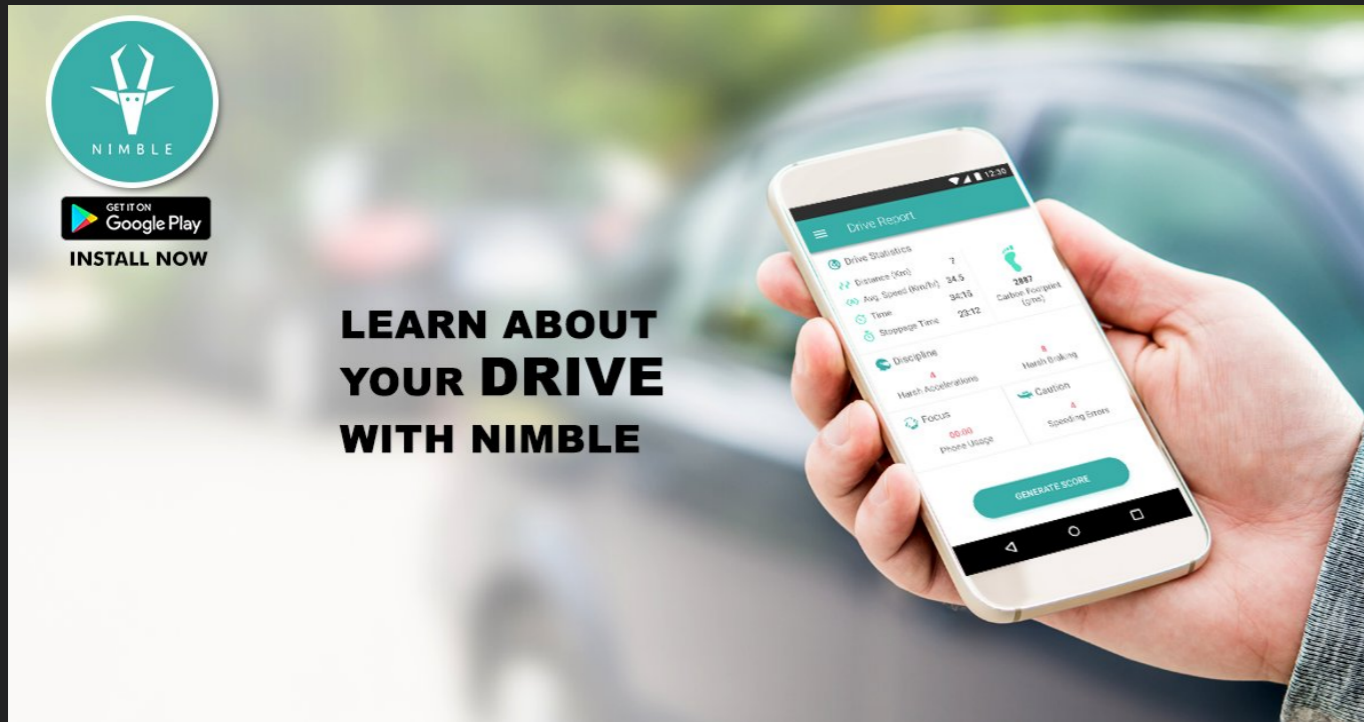 NIMBLE
GET IT ON
Google Play
INSTALL NOW
LEARN ABOUT
YOUR DRIVE
WITH NIMBLE
12:30
Drive Report
Drive Statistics
Distance (Km) 7
Avg. Speed (Km/hr) 34.5
Time 34:15
Stoppage Time 23:12
2887
Carbon Footprint
(gms)
Discipline
4
Harsh Accelerations
8
Harsh Braking
Focus
00:00
Phone Usage
Caution
4
Speeding Errors
GENERATE SCORE